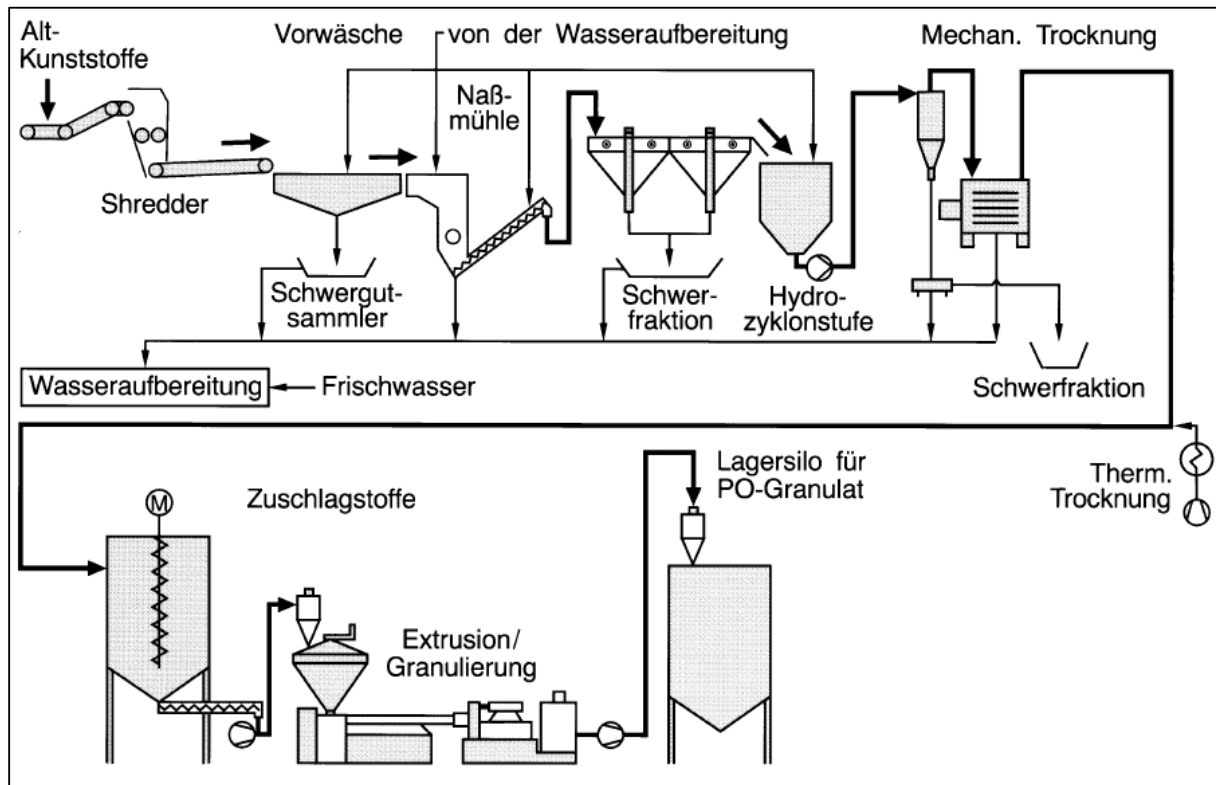 Alt-
Kunststoffe
Vorwäsche
von der Wasseraufbereitung
Mechan. Trocknung
Naß-
mühle
Shredder
Schwergut-
sammler
Schwer-
fraktion
Hydro-
zyklonstufe
Wasseraufbereitung
Frischwasser
Schwerfraktion
Lagersilo für
PO-Granulat
Therm.
Trocknung
M
Zuschlagstoffe
Extrusion/
Granulierung